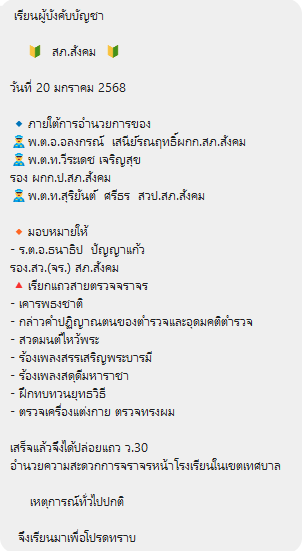 เรียนผู้บังคับบัญชา
🔰 สภ.สังคม 🔰
วันที่ 20 มกราคม 2568
🔹ภายใต้การอำนวยการของ
👮พ.ต.อ.อลงกรณ์ เสนีย์รณฤทธิ์ผกก.สภ.สังคม
👮พ.ต.ท.วีระเดช เจริญสุข
รอง ผกก.ป.สภ.สังคม
👮พ.ต.ท.สุริยันต์ ศรีธร สวป.สภ.สังคม
🔸มอบหมายให้
- ร.ต.อ.ธนาธิป ปัญญาแก้ว
รอง.สว.(จร.) สภ.สังคม
🔺เรียกแถวสายตรวจจราจร
- เคารพธงชาติ
- กล่าวคำปฏิญาณตนของตำรวจและอุดมคติตำรวจ
- สวดมนต์ไหว้พระ
- ร้องเพลงสรรเสริญพระบารมี
- ร้องเพลงสดุดีมหาราชา
- ฝึกทบทวนยุทธวิธี
- ตรวจเครื่องแต่งกาย ตรวจทรงผม
เสร็จแล้วจึงได้ปล่อยแถว ว.30
อำนวยความสะดวกการจราจรหน้าโรงเรียนในเขตเทศบาล
เหตุการณ์ทั่วไปปกติ
จึงเรียนมาเพื่อโปรดทราบ